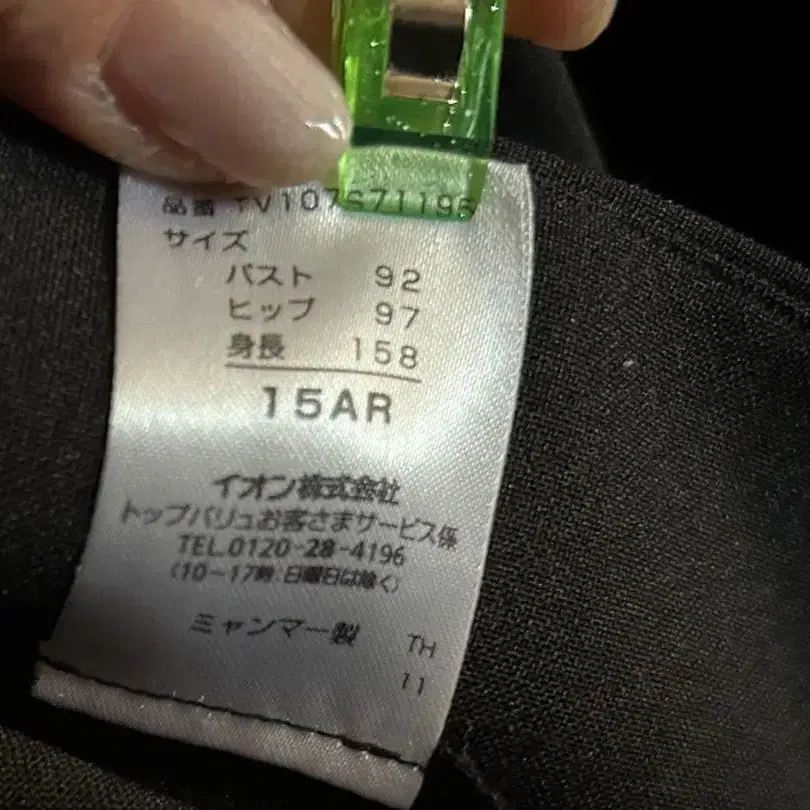 品番 TV107S71195
サイズ
バスト 92
ヒップ 97
身長 158
15AR
イオン株式会社
トップバリュお客さまサービス係
TEL.0120-28-4196
(10-17時:日曜日は除く)
ミャンマー製 TH
11